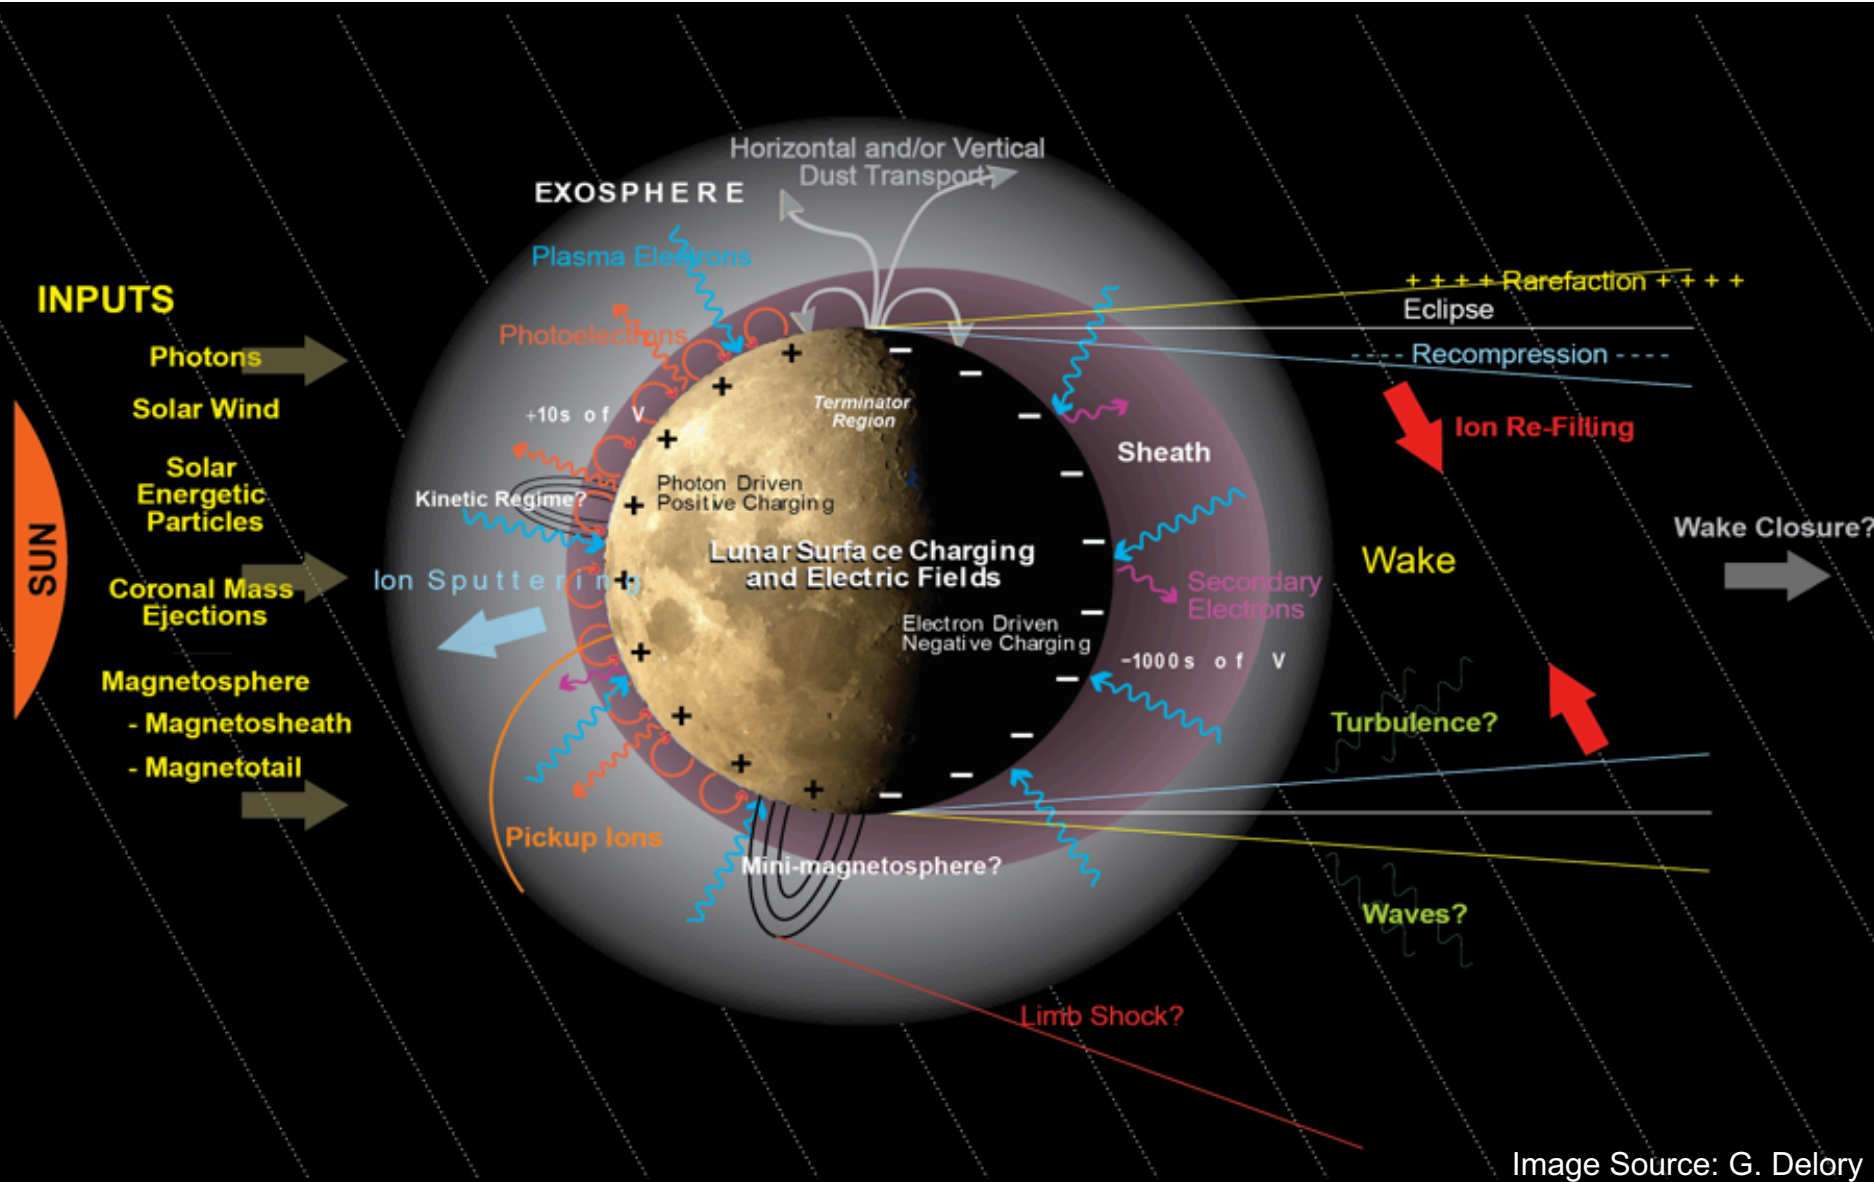 Horizontal and/or Vertical
Dust Transport
EXOSPHERE
Plasma Electrons
INPUTS
Photoelectrons
Photons
Solar Wind
+10s of V
Solar
Energetic
Particles
Kinetic Regime?
SUN
Ion Sputtering
Coronal Mass
Ejections
Magnetosphere
- Magnetosheath
- Magnetotail
Pickup Ions
Terminator
Region
Photon Driven
Positive Charging
Lunar Surface Charging
and Electric Fields
Electron Driven
Negative Charging
Mini-magnetosphere?
Sheath
Secondary
Electrons
−1000s of V
+ + + + Rarefaction + + + +
Eclipse
- - - - Recompression - - - -
Ion Re-Filling
Wake Closure?
Wake
Turbulence?
Waves?
Limb Shock?
Image Source: G. Delory